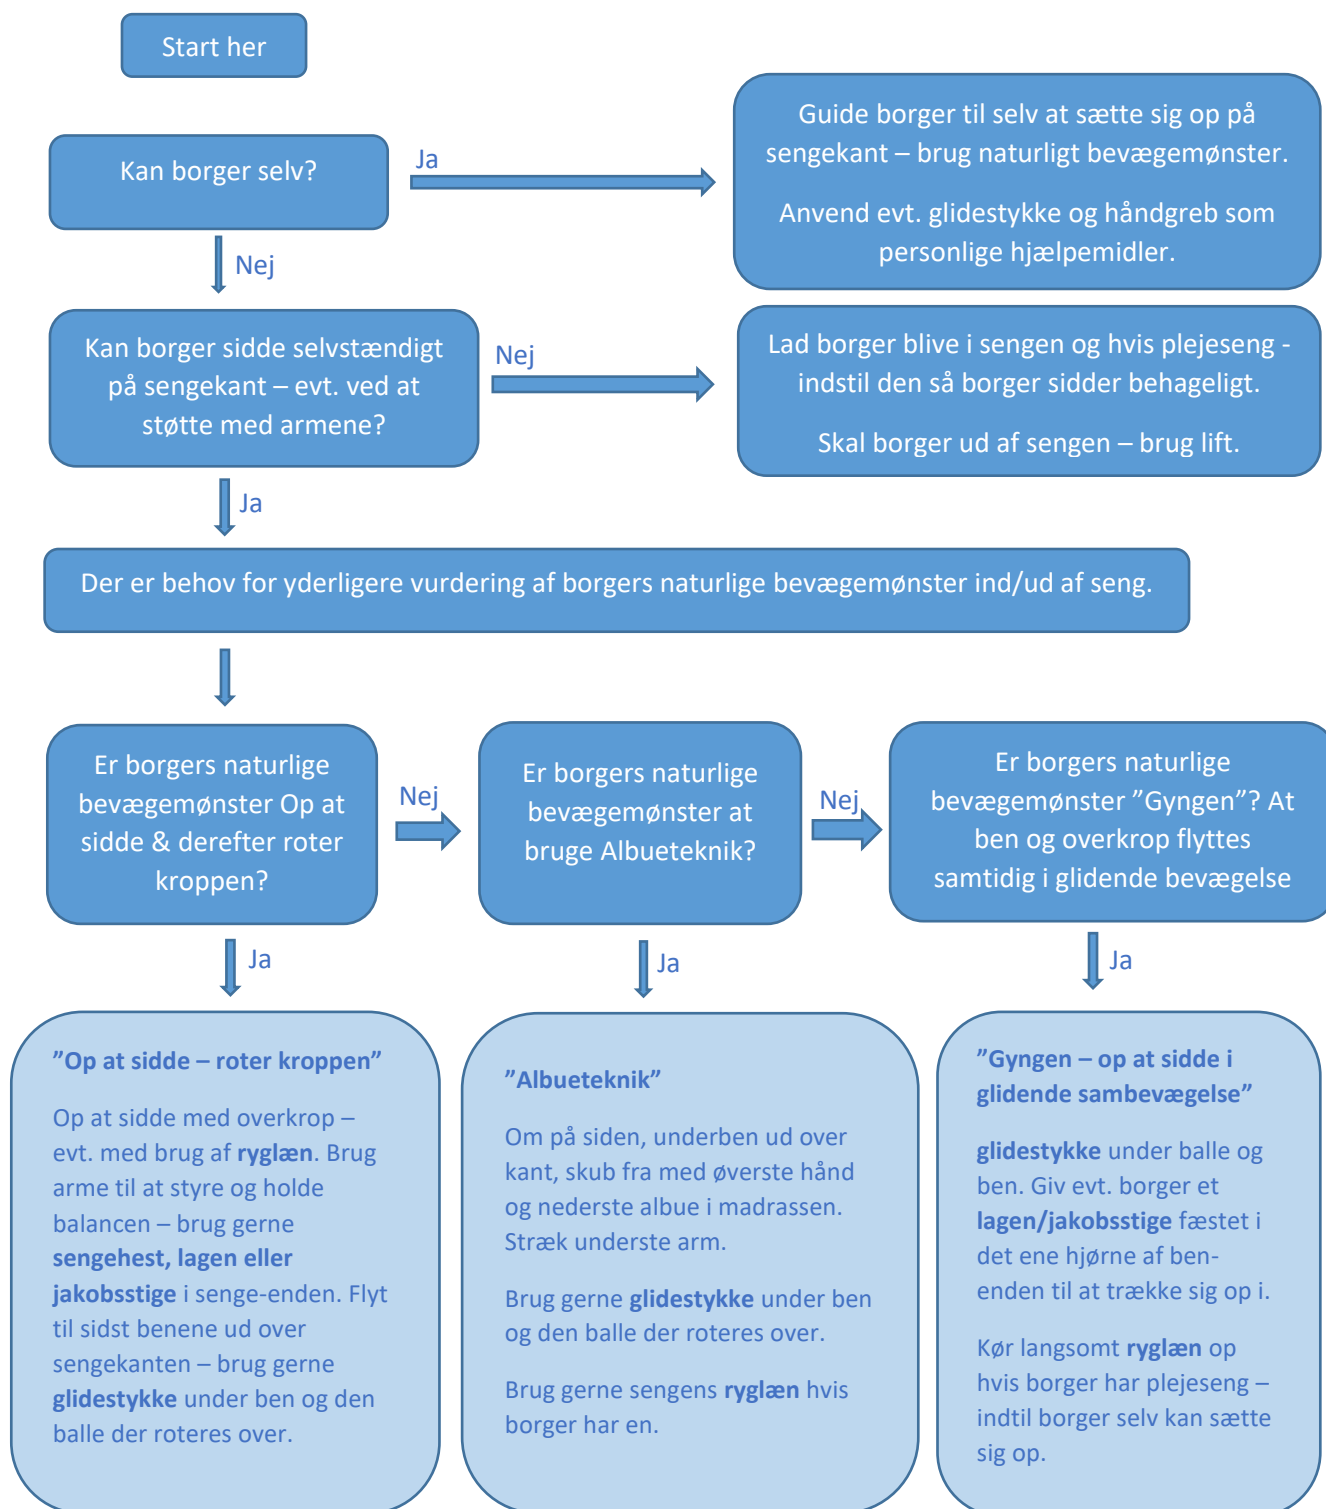 Start her
Kan borger selv?
Ja
Guide borger til selv at sætte sig op på
sengekant – brug naturligt bevægemønster.
Anvend evt. glidestykke og håndgreb som
personlige hjælpemidler.
Nej
Kan borger sidde selvstændigt
på sengekant – evt. ved at
støtte med armene?
Nej
Lad borger blive i sengen og hvis plejeseng -
indstil den så borger sidder behageligt.
Skal borger ud af sengen – brug lift.
Ja
Der er behov for yderligere vurdering af borgers naturlige bevægemønster ind/ud af seng.
Er borgers naturlige
bevægemønster Op at
sidde & derefter roter
kroppen?
Nej
Er borgers naturlige
bevægemønster at
bruge Albueteknik?
Nej
Er borgers naturlige
bevægemønster ”Gyngen”? At
ben og overkrop flyttes
samtidig i glidende bevægelse
Ja
Ja
Ja
”Op at sidde – roter kroppen”
Op at sidde med overkrop –
evt. med brug af ryglæn. Brug
arme til at styre og holde
balancen – brug gerne
sengehest, lagen eller
jakobsstige i senge-enden. Flyt
til sidst benene ud over
sengekanten – brug gerne
glidestykke under ben og den
balle der roteres over.
”Albueteknik”
Om på siden, underben ud over
kant, skub fra med øverste hånd
og nederste albue i madrassen.
Stræk underste arm.
Brug gerne glidestykke under ben
og den balle der roteres over.
Brug gerne sengens ryglæn hvis
borger har en.
”Gyngen – op at sidde i
glidende sambevægelse”
glidestykke under balle og
ben. Giv evt. borger et
lagen/jakobsstige fæstet i
det ene hjørne af ben-
enden til at trække sig op i.
Kør langsomt ryglæn op
hvis borger har plejeseng –
indtil borger selv kan sætte
sig op.